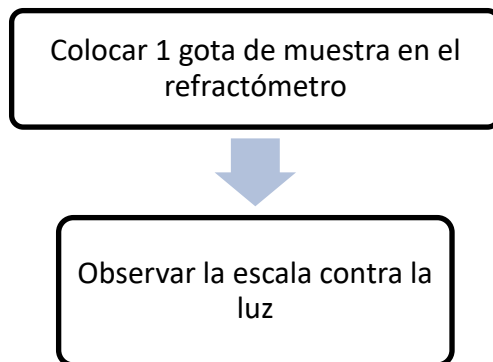 Colocar 1 gota de muestra en el
refractómetro
Observar la escala contra la
luz